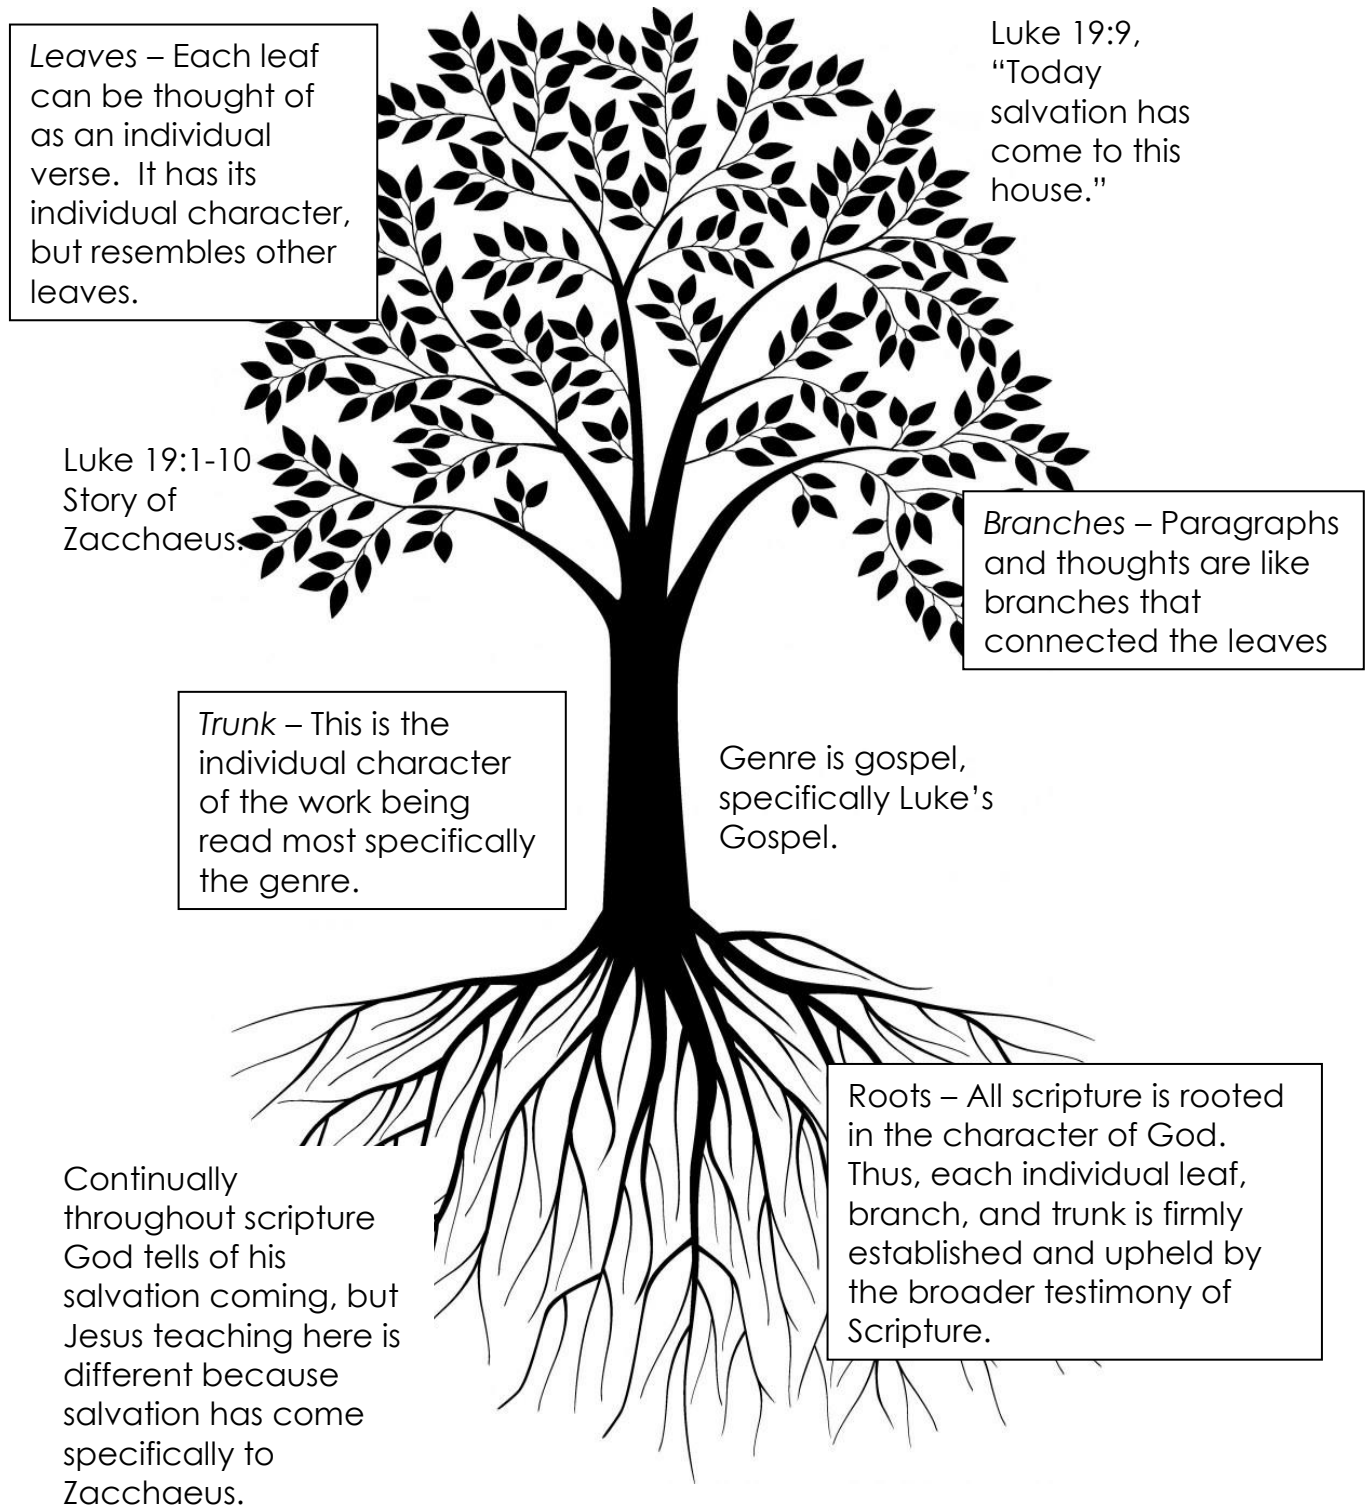 Leaves – Each leaf
can be thought of
as an individual
verse.  It has its
individual character,
but resembles other
leaves.
Luke 19:9,
“Today
salvation has
come to this
house.”
Luke 19:1-10
Story of
Zacchaeus.
Branches – Paragraphs
and thoughts are like
branches that
connected the leaves
Trunk – This is the
individual character
of the work being
read most specifically
the genre.
Genre is gospel,
specifically Luke’s
Gospel.
Roots – All scripture is rooted
in the character of God.
Thus, each individual leaf,
branch, and trunk is firmly
established and upheld by
the broader testimony of
Scripture.
Continually
throughout scripture
God tells of his
salvation coming, but
Jesus teaching here is
different because
salvation has come
specifically to
Zacchaeus.